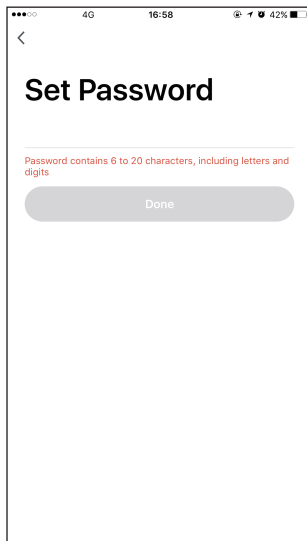 4G 16:58 42%
Set Password
Password contains 6 to 20 characters, including letters and
digits
Done